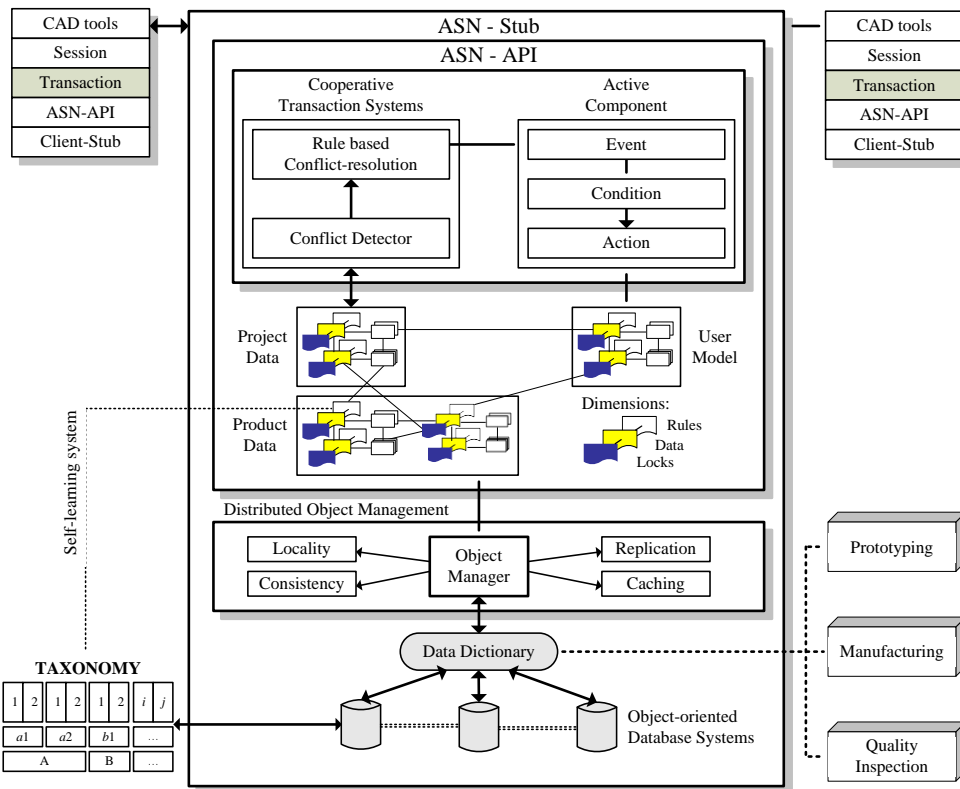 CAD tools
Session
Transaction
ASN-API
Client-Stub
ASN - Stub
ASN - API
Cooperative
Transaction Systems
Rule based
Conflict-resolution
Conflict Detector
Active
Component
Event
Condition
Action
CAD tools
Session
Transaction
ASN-API
Client-Stub
Project
Data
User
Model
Product
Data
Dimensions:
Rules
Data
Locks
Self-learning system
Distributed Object Management
Locality
Consistency
Object
Manager
Replication
Caching
Data Dictionary
Object-oriented
Database Systems
Prototyping
Manufacturing
Quality
Inspection
TAXONOMY
1 2 1 2 1 2 i j
a1 a2 b1 ...
A B ...